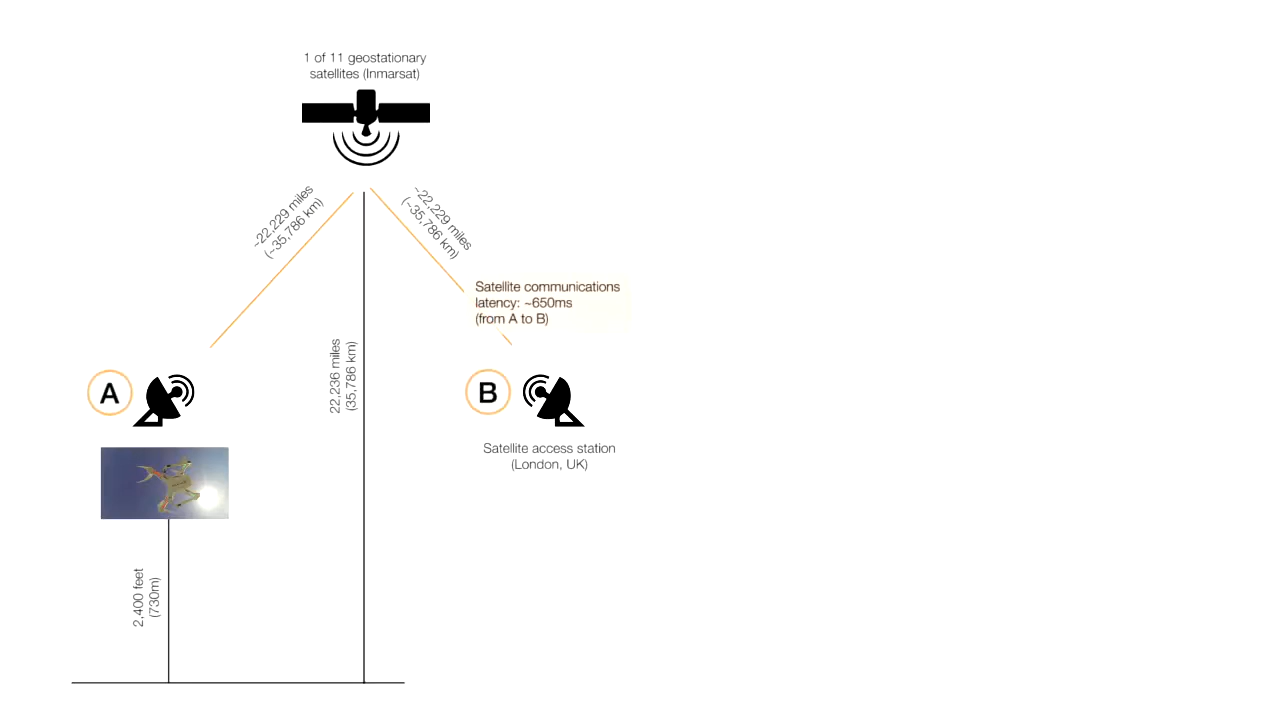 1 of 11 geostationary
satellites (Inmarsat)
~22,229 miles
(~35,786 km)
~22,229 miles
(~35,786 km)
Satellite communications
latency: ~650ms
(from A to B)
22,236 miles
(35,786 km)
A
B
Satellite access station
(London, UK)
2,400 feet
(730m)